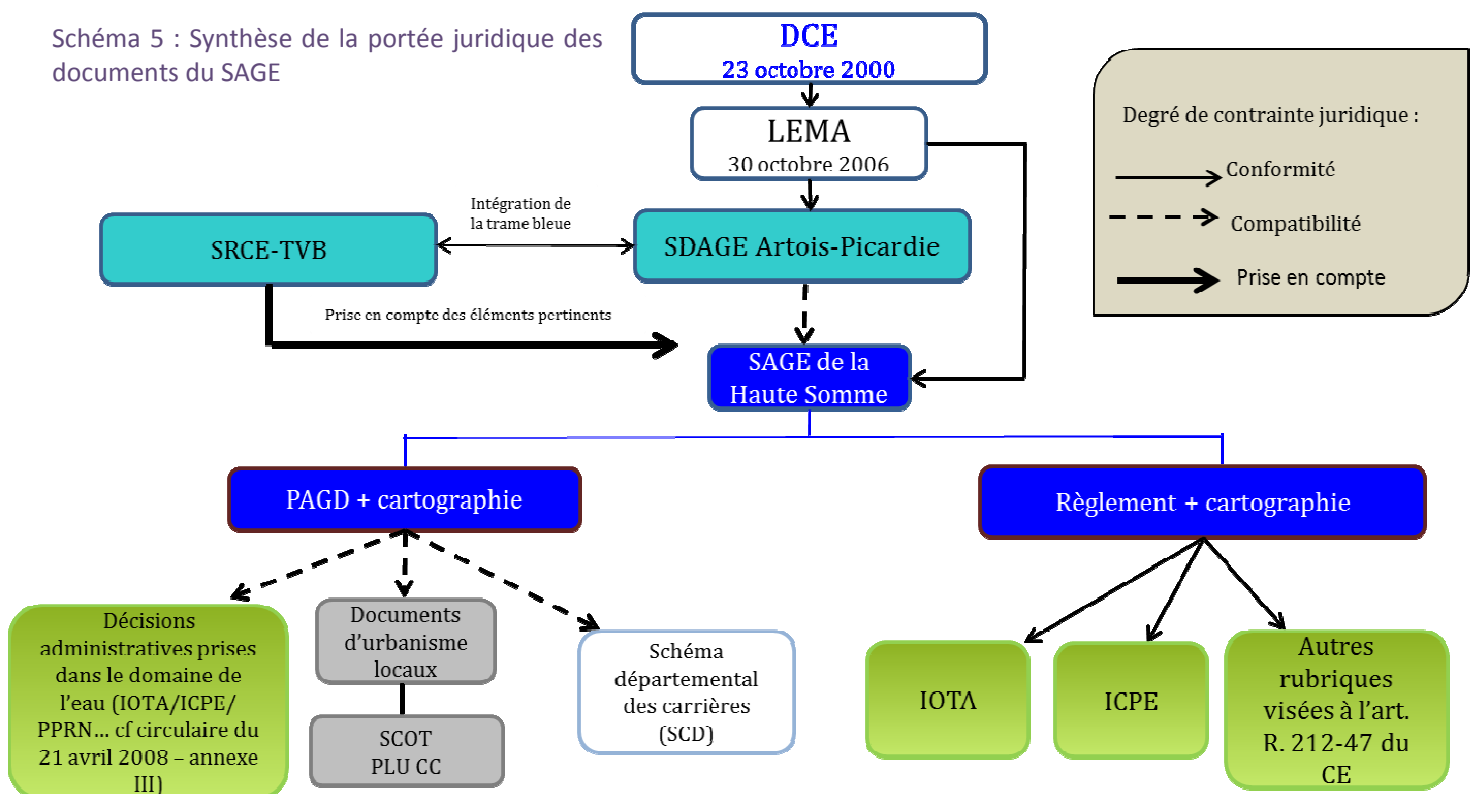 Schéma 5 : Synthèse de la portée juridique des
documents du SAGE
DCE
23 octobre 2000
LEMA
30 octobre 2006
Degré de contrainte juridique :
Conformité
Compatibilité
Prise en compte
Intégration de
la trame bleue
SRCE-TVB
SDAGE Artois-Picardie
Prise en compte des éléments pertinents
SAGE de la
Haute Somme
PAGD + cartographie
Règlement + cartographie
Décisions
administratives prises
dans le domaine de
l'eau (IOTA/ICPE/
PPRN... cf circulaire du
21 avril 2008 – annexe
III)
Documents
d'urbanisme
locaux
SCOT
PLU CC
Schéma
départemental
des carrières
(SCD)
IOTA
ICPE
Autres
rubriques
visées à l'art.
R. 212-47 du
CE